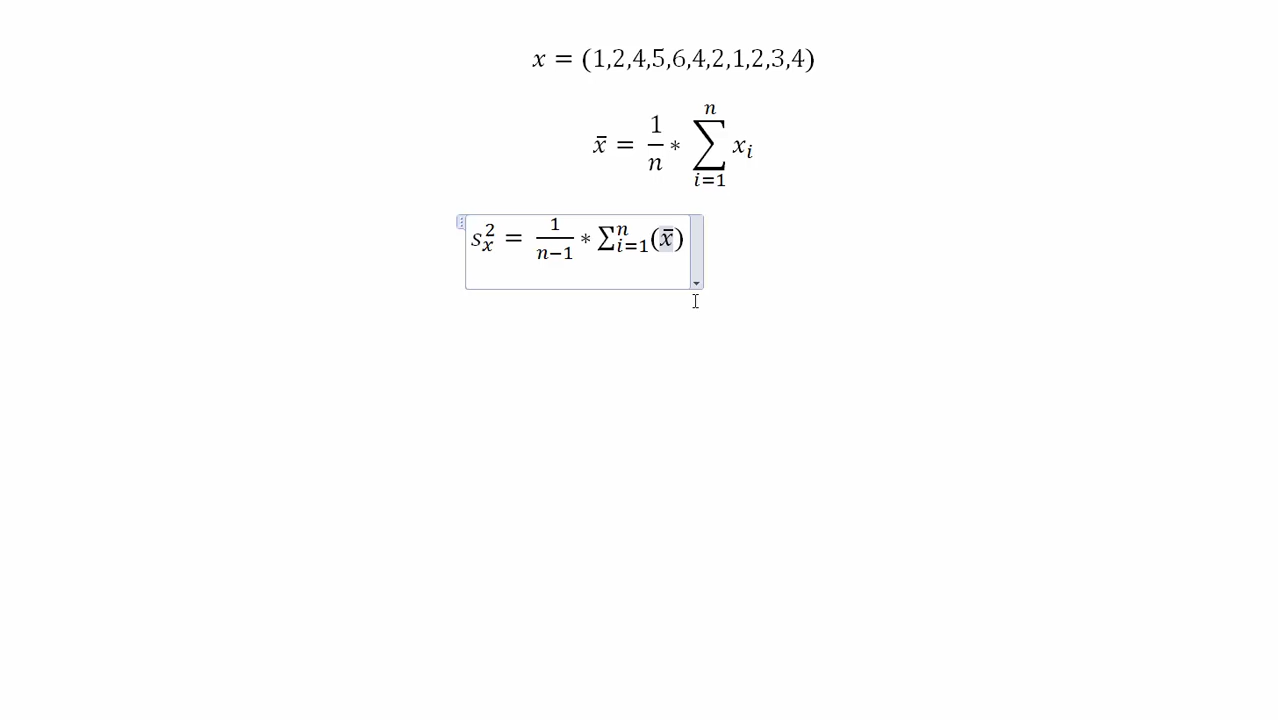 x = (1,2,4,5,6,4,2,1,2,3,4)
x̄ = 1/n * ∑_{i=1}^{n} x_i
s_x^2 = 1/(n−1) * ∑_{i=1}^{n}(x̄)